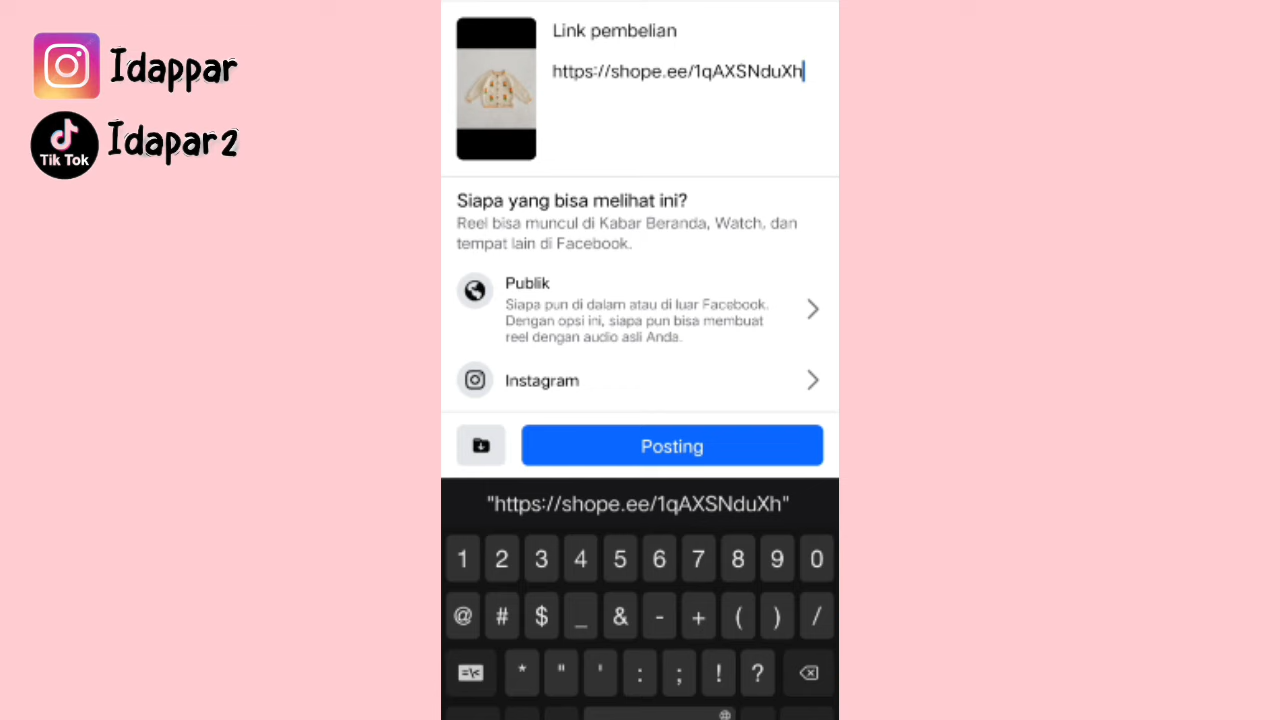 Idappar
Tik Tok
Idapar2
Link pembelian
https://shope.ee/1qAXSNduXh
Siapa yang bisa melihat ini?
Reel bisa muncul di Kabar Beranda, Watch, dan
tempat lain di Facebook.
Publik
Siapa pun di dalam atau di luar Facebook.
Dengan opsi ini, siapa pun bisa membuat
reel dengan audio asli Anda.
Instagram
Posting
"https://shope.ee/1qAXSNduXh"
1 2 3 4 5 6 7 8 9 0
@ # $ _ & - + ( ) /
=\< * " ' : ; ! ?